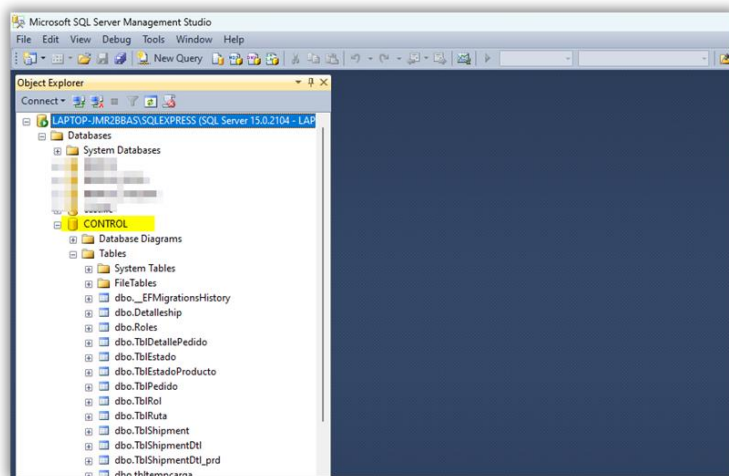 Microsoft SQL Server Management Studio
File Edit View Debug Tools Window Help
New Query
Object Explorer
Connect
LAPTOP-JMR2BBAS\SQLEXPRESS (SQL Server 15.0.2104 - LAP
Databases
System Databases
CONTROL
Database Diagrams
Tables
System Tables
FileTables
dbo.__EFMigrationsHistory
dbo.Detalleship
dbo.Roles
dbo.TblDetallePedido
dbo.TblEstado
dbo.TblEstadoProducto
dbo.TblPedido
dbo.TblRol
dbo.TblRuta
dbo.TblShipment
dbo.TblShipmentDtl
dbo.TblShipmentDtl_prd
dbo.tbltempcarga